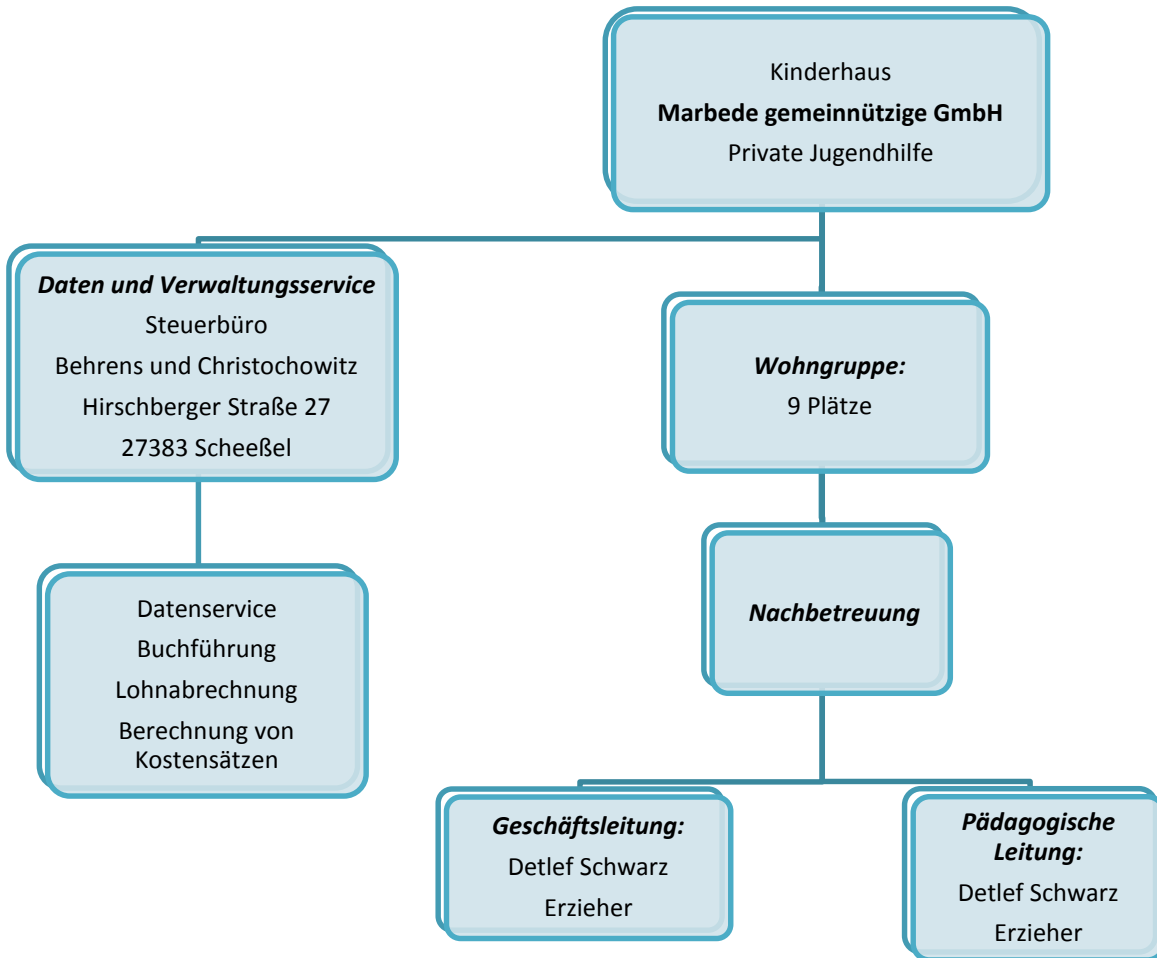 Kinderhaus
Marbede gemeinnützige GmbH
Private Jugendhilfe
Daten und Verwaltungsservice
Steuerbüro
Behrens und Christochowitz
Hirschberger Straße 27
27383 Scheeßel
Wohngruppe:
9 Plätze
Datenservice
Buchführung
Lohnabrechnung
Berechnung von
Kostensätzen
Nachbetreuung
Geschäftsleitung:
Detlef Schwarz
Erzieher
Pädagogische
Leitung:
Detlef Schwarz
Erzieher